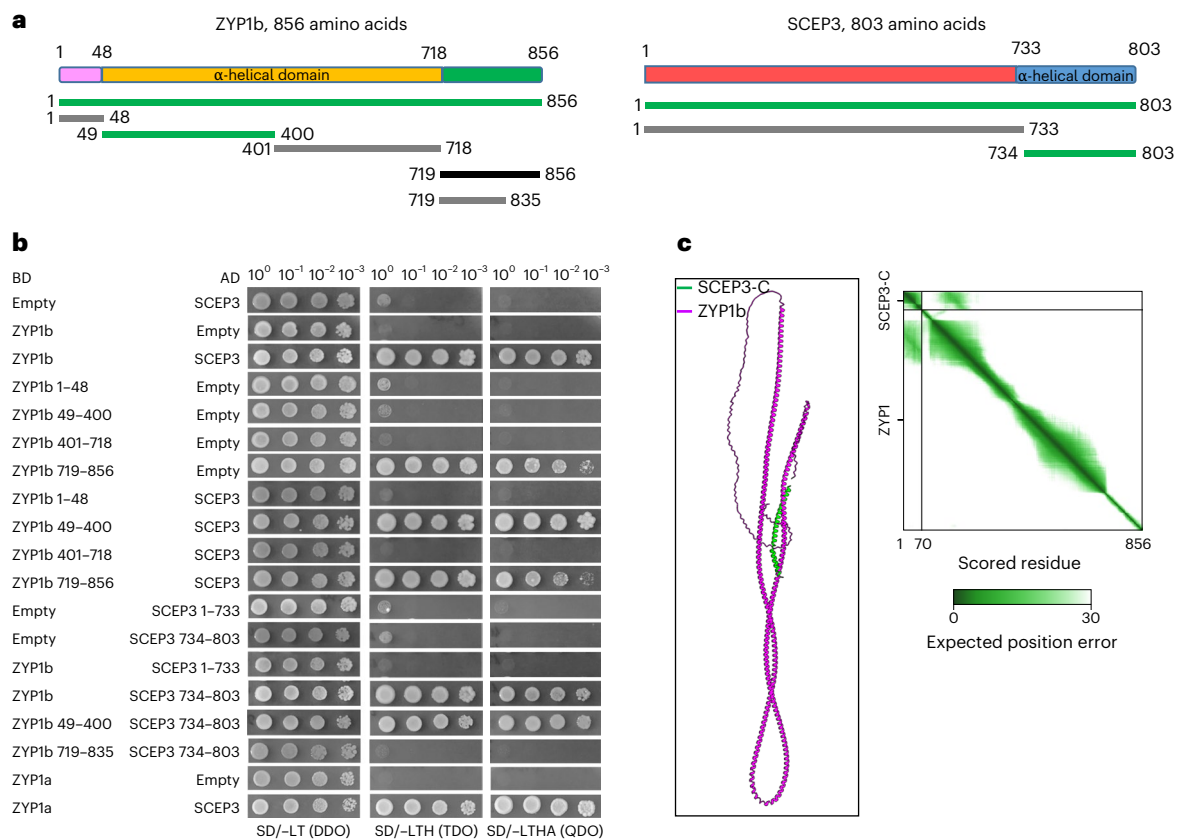 a
ZYP1b, 856 amino acids
1 48 718 856
α-helical domain
1 856
1 48
49 400
401 718
719 856
719 835
SCEP3, 803 amino acids
1 733 803
α-helical domain
1 803
1 733
734 803
b
BD AD 10⁰ 10⁻¹ 10⁻² 10⁻³ 10⁰ 10⁻¹ 10⁻² 10⁻³ 10⁰ 10⁻¹ 10⁻² 10⁻³
Empty SCEP3
ZYP1b Empty
ZYP1b SCEP3
ZYP1b 1–48 Empty
ZYP1b 49–400 Empty
ZYP1b 401–718 Empty
ZYP1b 719–856 Empty
ZYP1b 1–48 SCEP3
ZYP1b 49–400 SCEP3
ZYP1b 401–718 SCEP3
ZYP1b 719–856 SCEP3
Empty SCEP3 1–733
Empty SCEP3 734–803
ZYP1b SCEP3 1–733
ZYP1b SCEP3 734–803
ZYP1b 49–400 SCEP3 734–803
ZYP1b 719–835 SCEP3 734–803
ZYP1a Empty
ZYP1a SCEP3
SD/−LT (DDO) SD/−LTH (TDO) SD/−LTHA (QDO)
c
SCEP3-C
ZYP1b
SCEP3-C
ZYP1
1 70 856
Scored residue
0 30
Expected position error